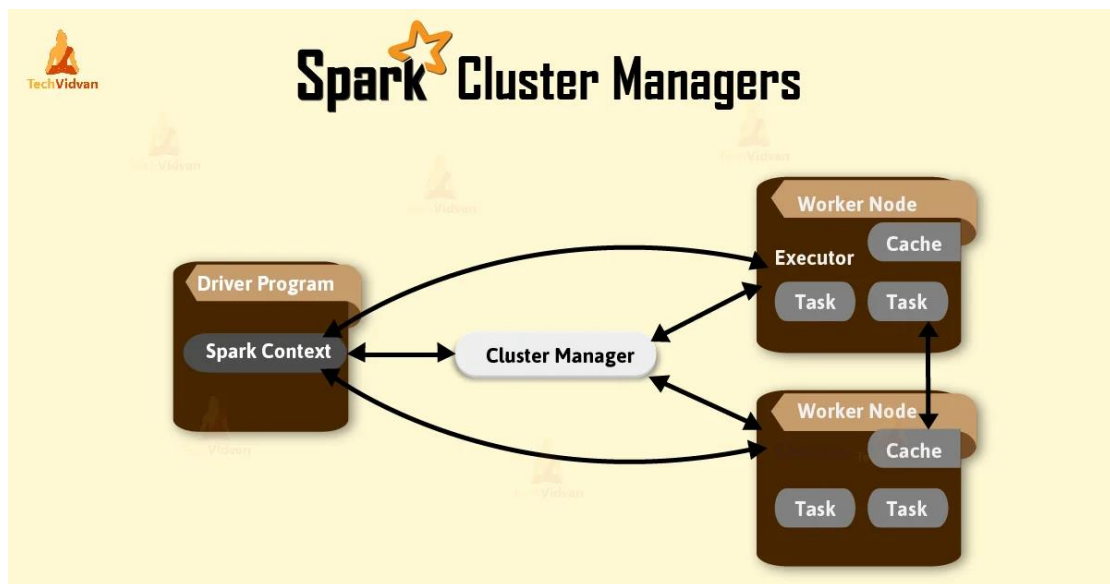 TechVidvan
Spark Cluster Managers
Worker Node
Cache
Executor
Task Task
Driver Program
Spark Context
Cluster Manager
Worker Node
Cache
Task Task